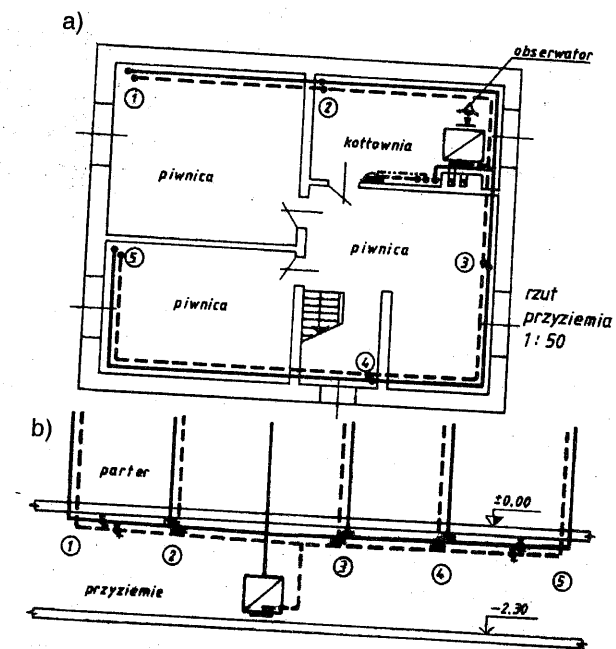 a)
obserwator
①
②
kotłownia
piwnica
piwnica
⑤
③
piwnica
rzut
przyziemia
1:50
④
b)
parter
±0.00
①
②
③
④
⑤
przyziemie
-2.30